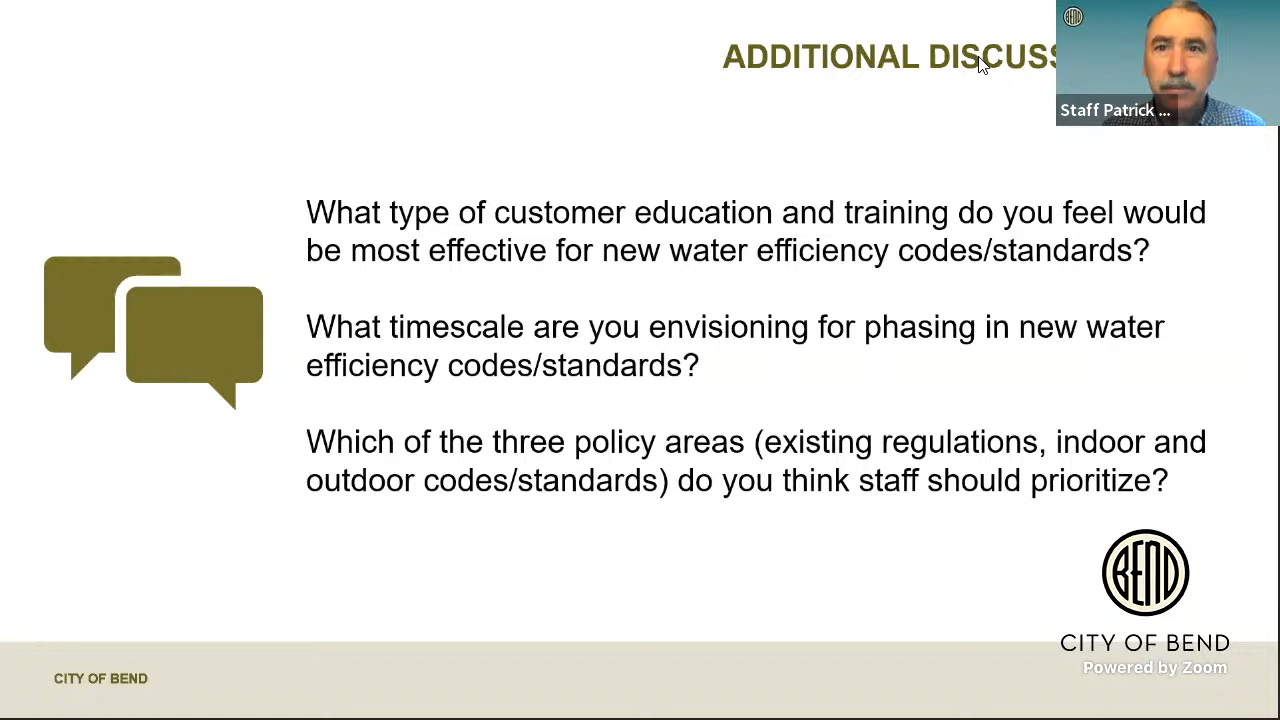 ADDITIONAL DISCUSS
BEND
Staff Patrick ...
What type of customer education and training do you feel would
be most effective for new water efficiency codes/standards?
What timescale are you envisioning for phasing in new water
efficiency codes/standards?
Which of the three policy areas (existing regulations, indoor and
outdoor codes/standards) do you think staff should prioritize?
BEND
CITY OF BEND
Powered by Zoom
CITY OF BEND